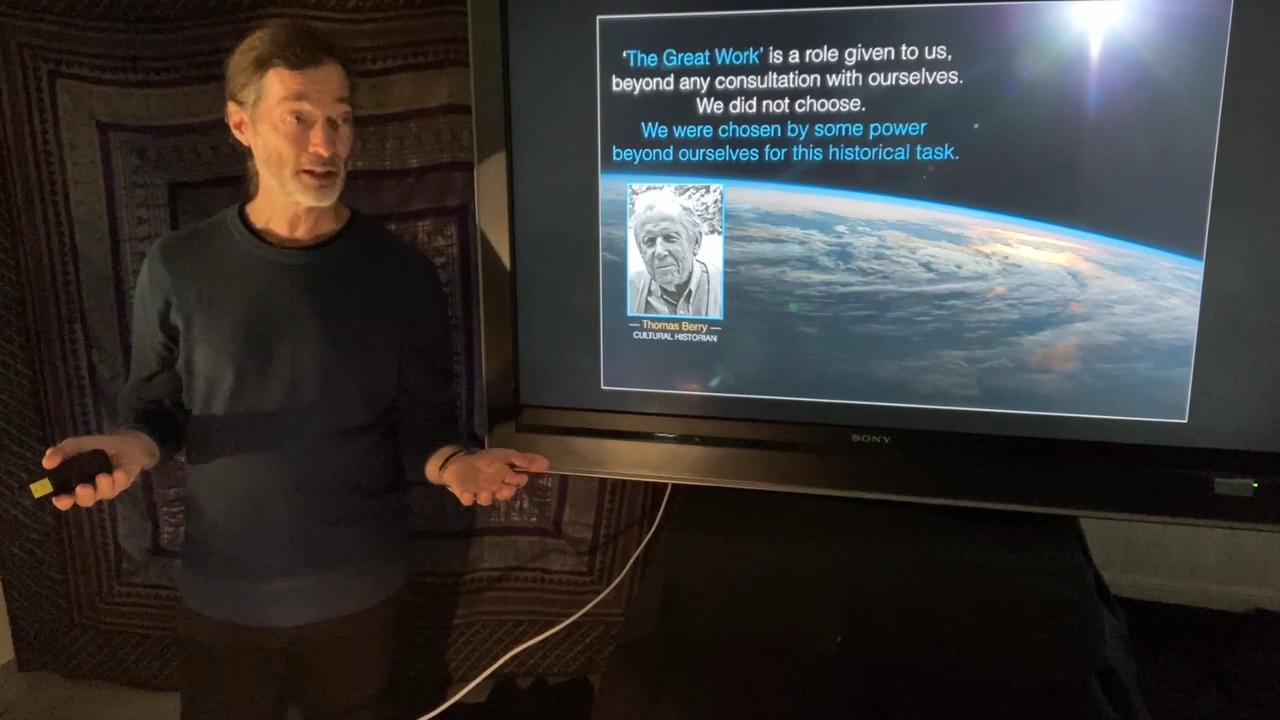 ‘The Great Work’ is a role given to us,
beyond any consultation with ourselves.
We did not choose.
We were chosen by some power
beyond ourselves for this historical task.
— Thomas Berry —
CULTURAL HISTORIAN
SONY